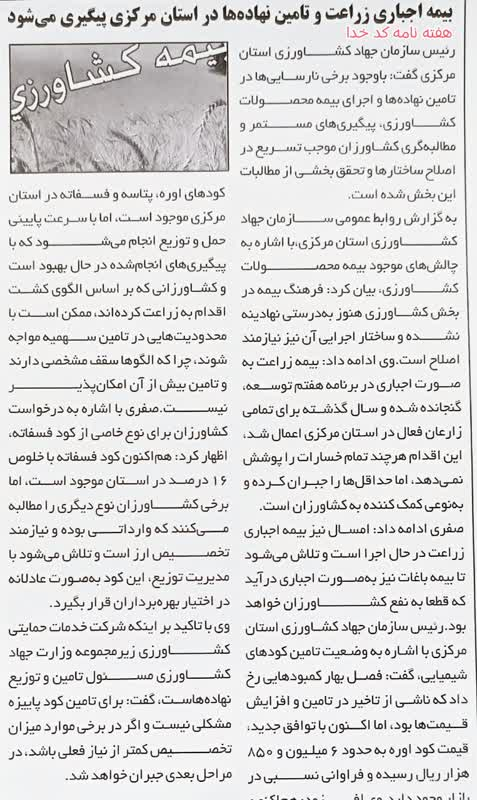 بیمه اجباری زراعت و تامین نهاده‌ها در استان مرکزی پیگیری می‌شود
هفته نامه کد خدا
رئیس سازمان جهاد کشاورزی استان
مرکزی گفت: باوجود برخی نارسایی‌ها در
تامین نهاده‌ها و اجرای بیمه محصولات
کشاورزی، پیگیری‌های مستمر و
مطالبه‌گری کشاورزان موجب تسریع در
اصلاح ساختارها و تحقق بخشی از مطالبات
این بخش شده است.
به گزارش روابط عمومی سازمان جهاد
کشاورزی استان مرکزی،با اشاره به
چالش‌های موجود بیمه محصولات
کشاورزی، بیان کرد: فرهنگ بیمه در
بخش کشاورزی هنوز به‌درستی نهادینه
نشده و ساختار اجرایی آن نیز نیازمند
اصلاح است.وی ادامه داد: بیمه زراعت به
صورت اجباری در برنامه هفتم توسعه،
گنجانده شده و سال گذشته برای تمامی
زارعان فعال در استان مرکزی اعمال شد،
این اقدام هرچند تمام خسارات را پوشش
نمی‌دهد، اما حداقل‌ها را جبران کرده و
به‌نوعی کمک کننده به کشاورزان است.
صفری ادامه داد: امسال نیز بیمه اجباری
زراعت در حال اجرا است و تلاش می‌شود
تا بیمه باغات نیز به‌صورت اجباری درآید
که قطعا به نفع کشاورزان خواهد
بود.رئیس سازمان جهاد کشاورزی استان
مرکزی با اشاره به وضعیت تامین کودهای
شیمیایی، گفت: فصل بهار کمبودهایی رخ
داد که ناشی از تاخیر در تامین و افزایش
قیمت‌ها بود، اما اکنون با توافق جدید،
قیمت کود اوره به حدود ۶ میلیون و ۸۵۰
هزار ریال رسیده و فراوانی نسبی در
بازار وجود دارد.
بیمه کشاورزی
کودهای اوره، پتاسه و فسفاته در استان
مرکزی موجود است، اما با سرعت پایینی
حمل و توزیع انجام می‌شود که با
پیگیری‌های انجام‌شده در حال بهبود است
و کشاورزانی که بر اساس الگوی کشت
اقدام به زراعت کرده‌اند، ممکن است با
محدودیت‌هایی در تامین سهمیه مواجه
شوند، چرا که الگوها سقف مشخصی دارند
و تامین بیش از آن امکان‌پذیر
نیست.صفری با اشاره به درخواست
کشاورزان برای نوع خاصی از کود فسفاته،
اظهار کرد: هم‌اکنون کود فسفاته با خلوص
۱۶ درصد در استان موجود است، اما
برخی کشاورزان نوع دیگری را مطالبه
می‌کنند که وارداتی بوده و نیازمند
تخصیص ارز است و تلاش می‌شود با
مدیریت توزیع، این کود به‌صورت عادلانه
در اختیار بهره‌برداران قرار بگیرد.
وی با تاکید بر اینکه شرکت خدمات حمایتی
کشاورزی زیرمجموعه وزارت جهاد
کشاورزی مسئول تامین و توزیع
نهاده‌هاست، گفت: برای تامین کود پاییزه
مشکلی نیست و اگر در برخی موارد میزان
تخصیص کمتر از نیاز فعلی باشد، در
مراحل بعدی جبران خواهد شد.